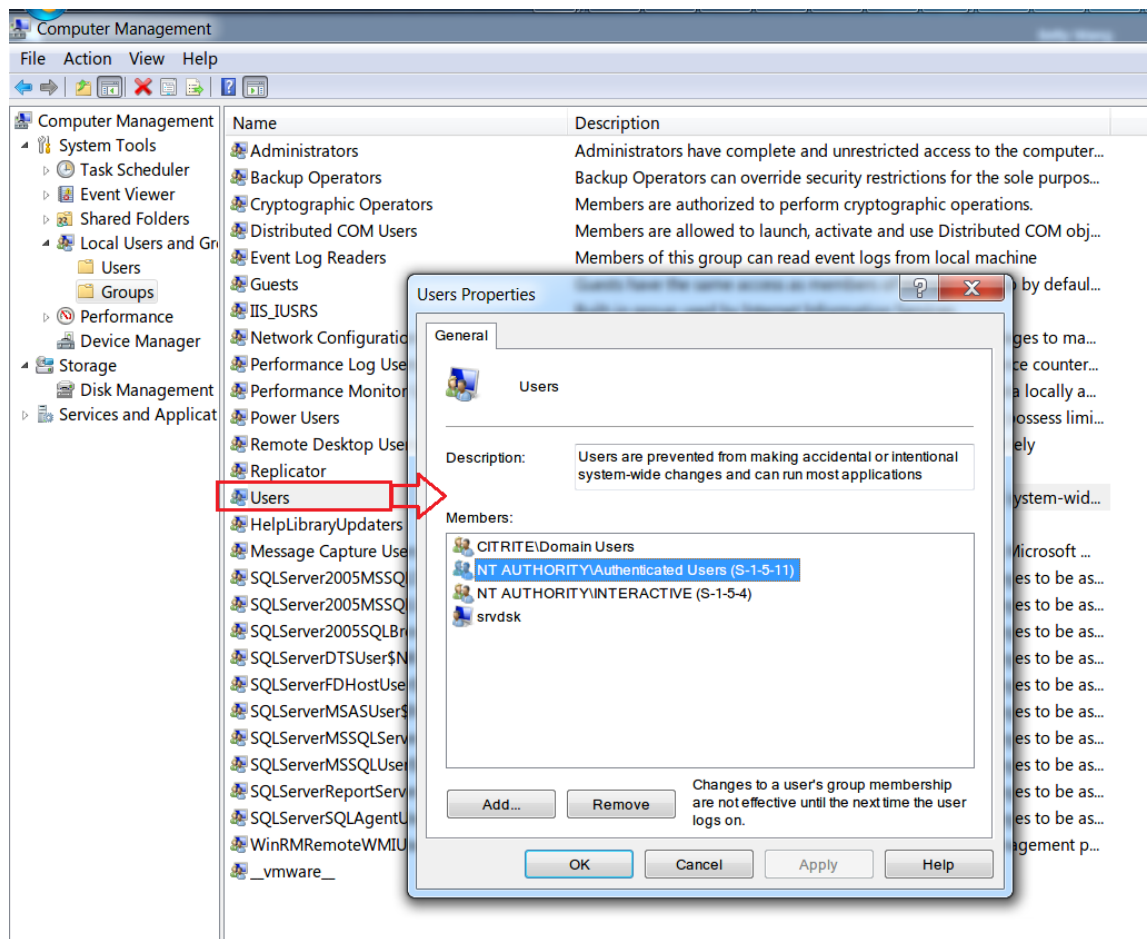 Computer Management
File Action View Help
Computer Management
System Tools
Task Scheduler
Event Viewer
Shared Folders
Local Users and Gr
Users
Groups
Performance
Device Manager
Storage
Disk Management
Services and Applicat
Name Description
Administrators Administrators have complete and unrestricted access to the computer...
Backup Operators Backup Operators can override security restrictions for the sole purpos...
Cryptographic Operators Members are authorized to perform cryptographic operations.
Distributed COM Users Members are allowed to launch, activate and use Distributed COM obj...
Event Log Readers Members of this group can read event logs from local machine
Guests Guests have the same access as members of by defaul...
IIS_IUSRS
Network Configuratio ges to ma...
Performance Log Use ce counter...
Performance Monitor a locally a...
Power Users possess limi...
Remote Desktop User ely
Replicator
Users ystem-wid...
HelpLibraryUpdaters
Message Capture Use Microsoft ...
SQLServer2005MSSQ es to be as...
SQLServer2005MSSQ es to be as...
SQLServer2005SQLBr es to be as...
SQLServerDTSUser$N es to be as...
SQLServerFDHostUse es to be as...
SQLServerMSASUser$ es to be as...
SQLServerMSSQLServ es to be as...
SQLServerMSSQLUser es to be as...
SQLServerReportServ es to be as...
SQLServerSQLAgentU es to be as...
WinRMRemoteWMIU agement p...
__vmware__
Users Properties
General
Users
Description:
Users are prevented from making accidental or intentional
system-wide changes and can run most applications
Members:
CITRITE\Domain Users
NT AUTHORITY\Authenticated Users (S-1-5-11)
NT AUTHORITY\INTERACTIVE (S-1-5-4)
srvdsk
Add... Remove
Changes to a user's group membership
are not effective until the next time the user
logs on.
OK Cancel Apply Help